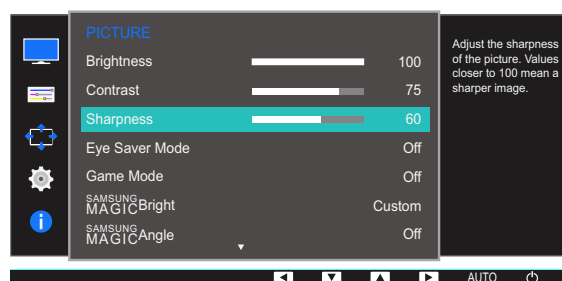 PICTURE
Brightness 100
Contrast 75
Sharpness 60
Eye Saver Mode Off
Game Mode Off
SAMSUNG
MAGICBright Custom
SAMSUNG
MAGICAngle Off
Adjust the sharpness
of the picture. Values
closer to 100 mean a
sharper image.
AUTO